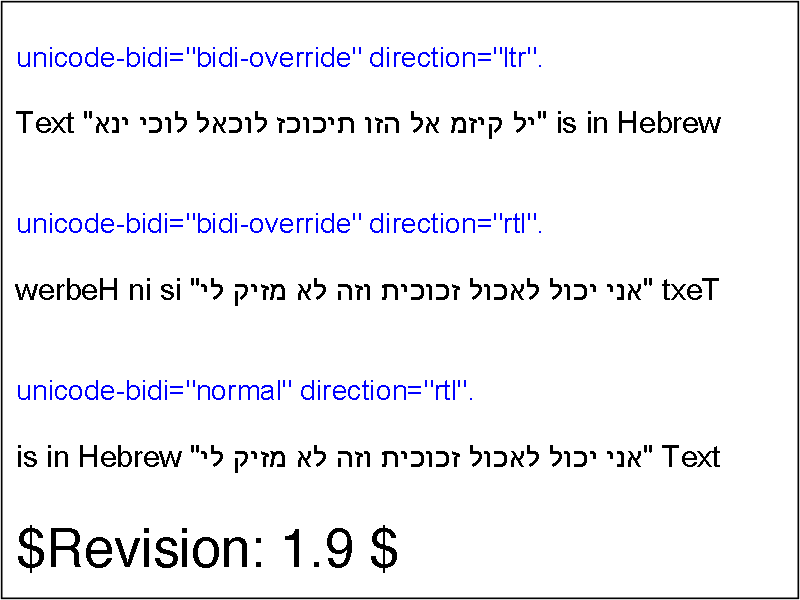 unicode-bidi="bidi-override" direction="ltr".
Text "יל קיזמ אל הזו תיכוכז לוכאל לוכי ינא" is in Hebrew
unicode-bidi="bidi-override" direction="rtl".
werbeH ni si "אני יכול לאכול זכוכית וזה לא מזיק לי" txeT
unicode-bidi="normal" direction="rtl".
is in Hebrew "אני יכול לאכול זכוכית וזה לא מזיק לי" Text
$Revision: 1.9 $